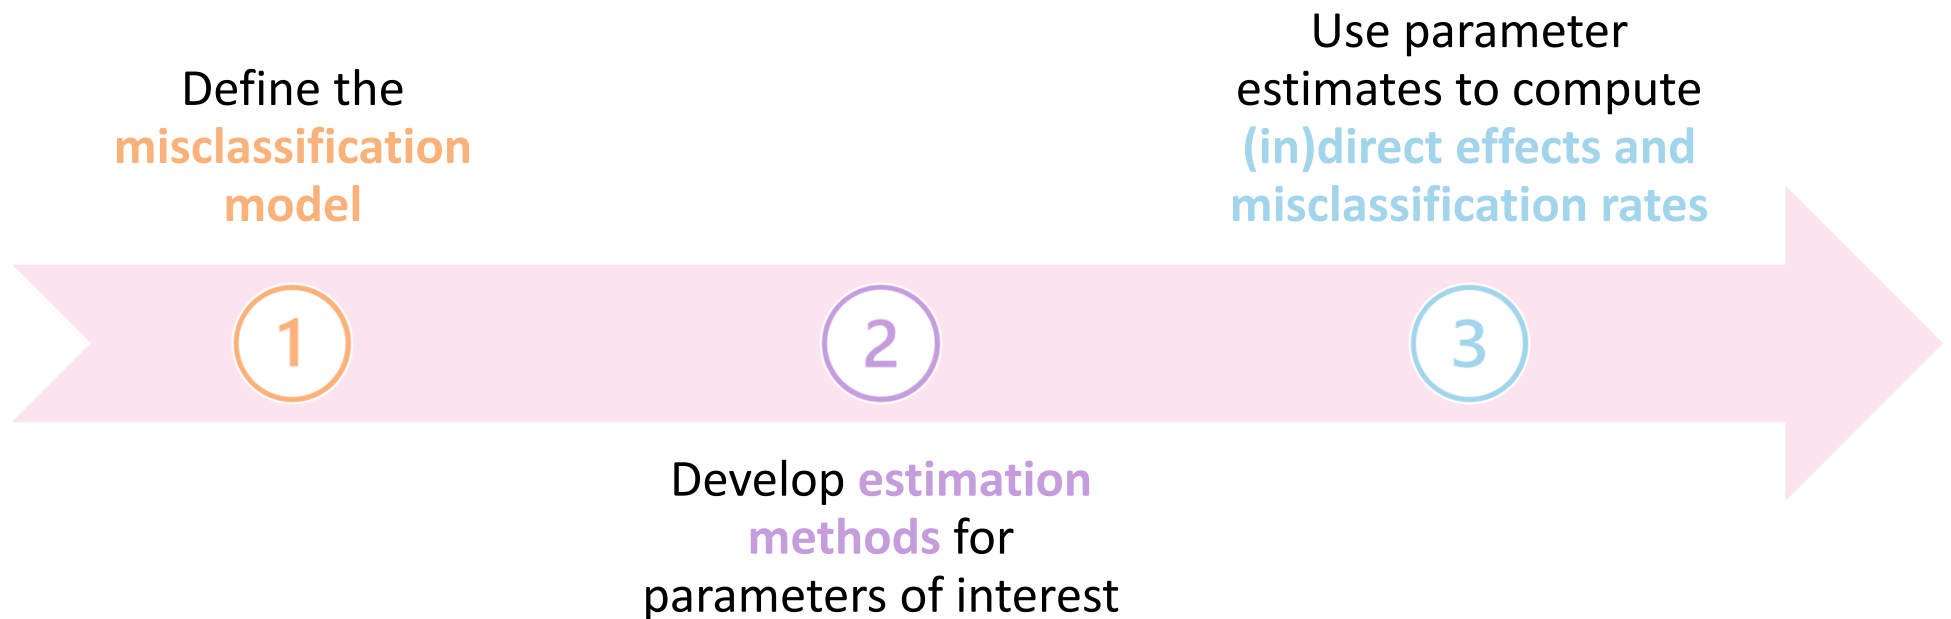 Define the
misclassification
model
1
2
Develop estimation
methods for
parameters of interest
Use parameter
estimates to compute
(in)direct effects and
misclassification rates
3